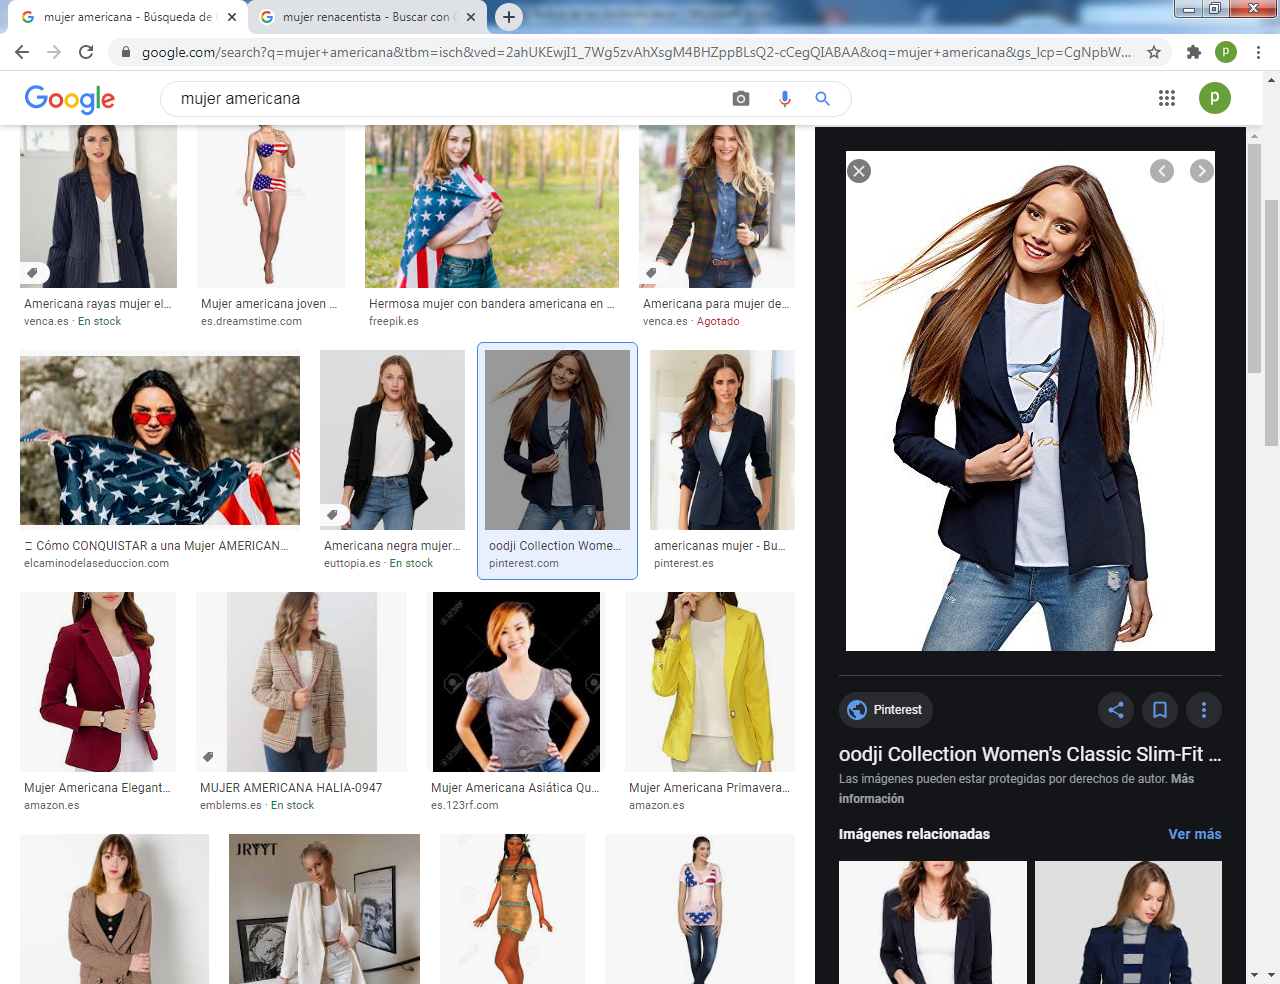 mujer americana - Búsqueda de
mujer renacentista - Buscar con
google.com/search?q=mujer+americana&tbm=isch&ved=2ahUKEwjI1_7Wg5zvAhXsgM4BHZppBLsQ2-cCegQIABAA&oq=mujer+americana&gs_lcp=CgNpbW...
p
Google
mujer americana
p
Americana rayas mujer el...
venca.es · En stock
Mujer americana joven ...
es.dreamstime.com
Hermosa mujer con bandera americana en ...
freepik.es
Americana para mujer de...
venca.es · Agotado
Cómo CONQUISTAR a una Mujer AMERICAN...
elcaminodelaseduccion.com
Americana negra mujer...
euttopia.es · En stock
oodji Collection Wome...
pinterest.com
americanas mujer - Bu...
pinterest.es
Mujer Americana Elegant...
amazon.es
MUJER AMERICANA HALIA-0947
emblems.es · En stock
Mujer Americana Asiática Qu...
es.123rf.com
Mujer Americana Primavera...
amazon.es
JRYYT
Pinterest
oodji Collection Women's Classic Slim-Fit ...
Las imágenes pueden estar protegidas por derechos de autor. Más
información
Imágenes relacionadas
Ver más